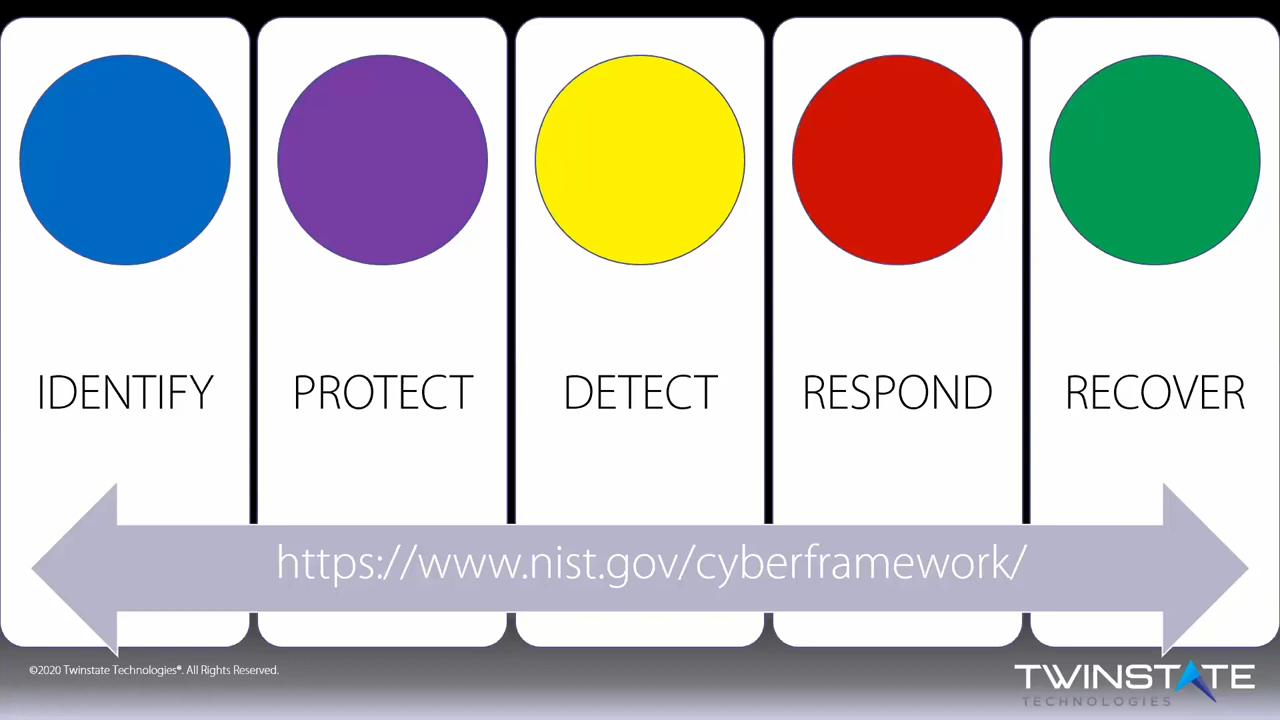 IDENTIFY
PROTECT
DETECT
RESPOND
RECOVER
https://www.nist.gov/cyberframework/
©2020 Twinstate Technologies®. All Rights Reserved.
TWINSTATE
TECHNOLOGIES